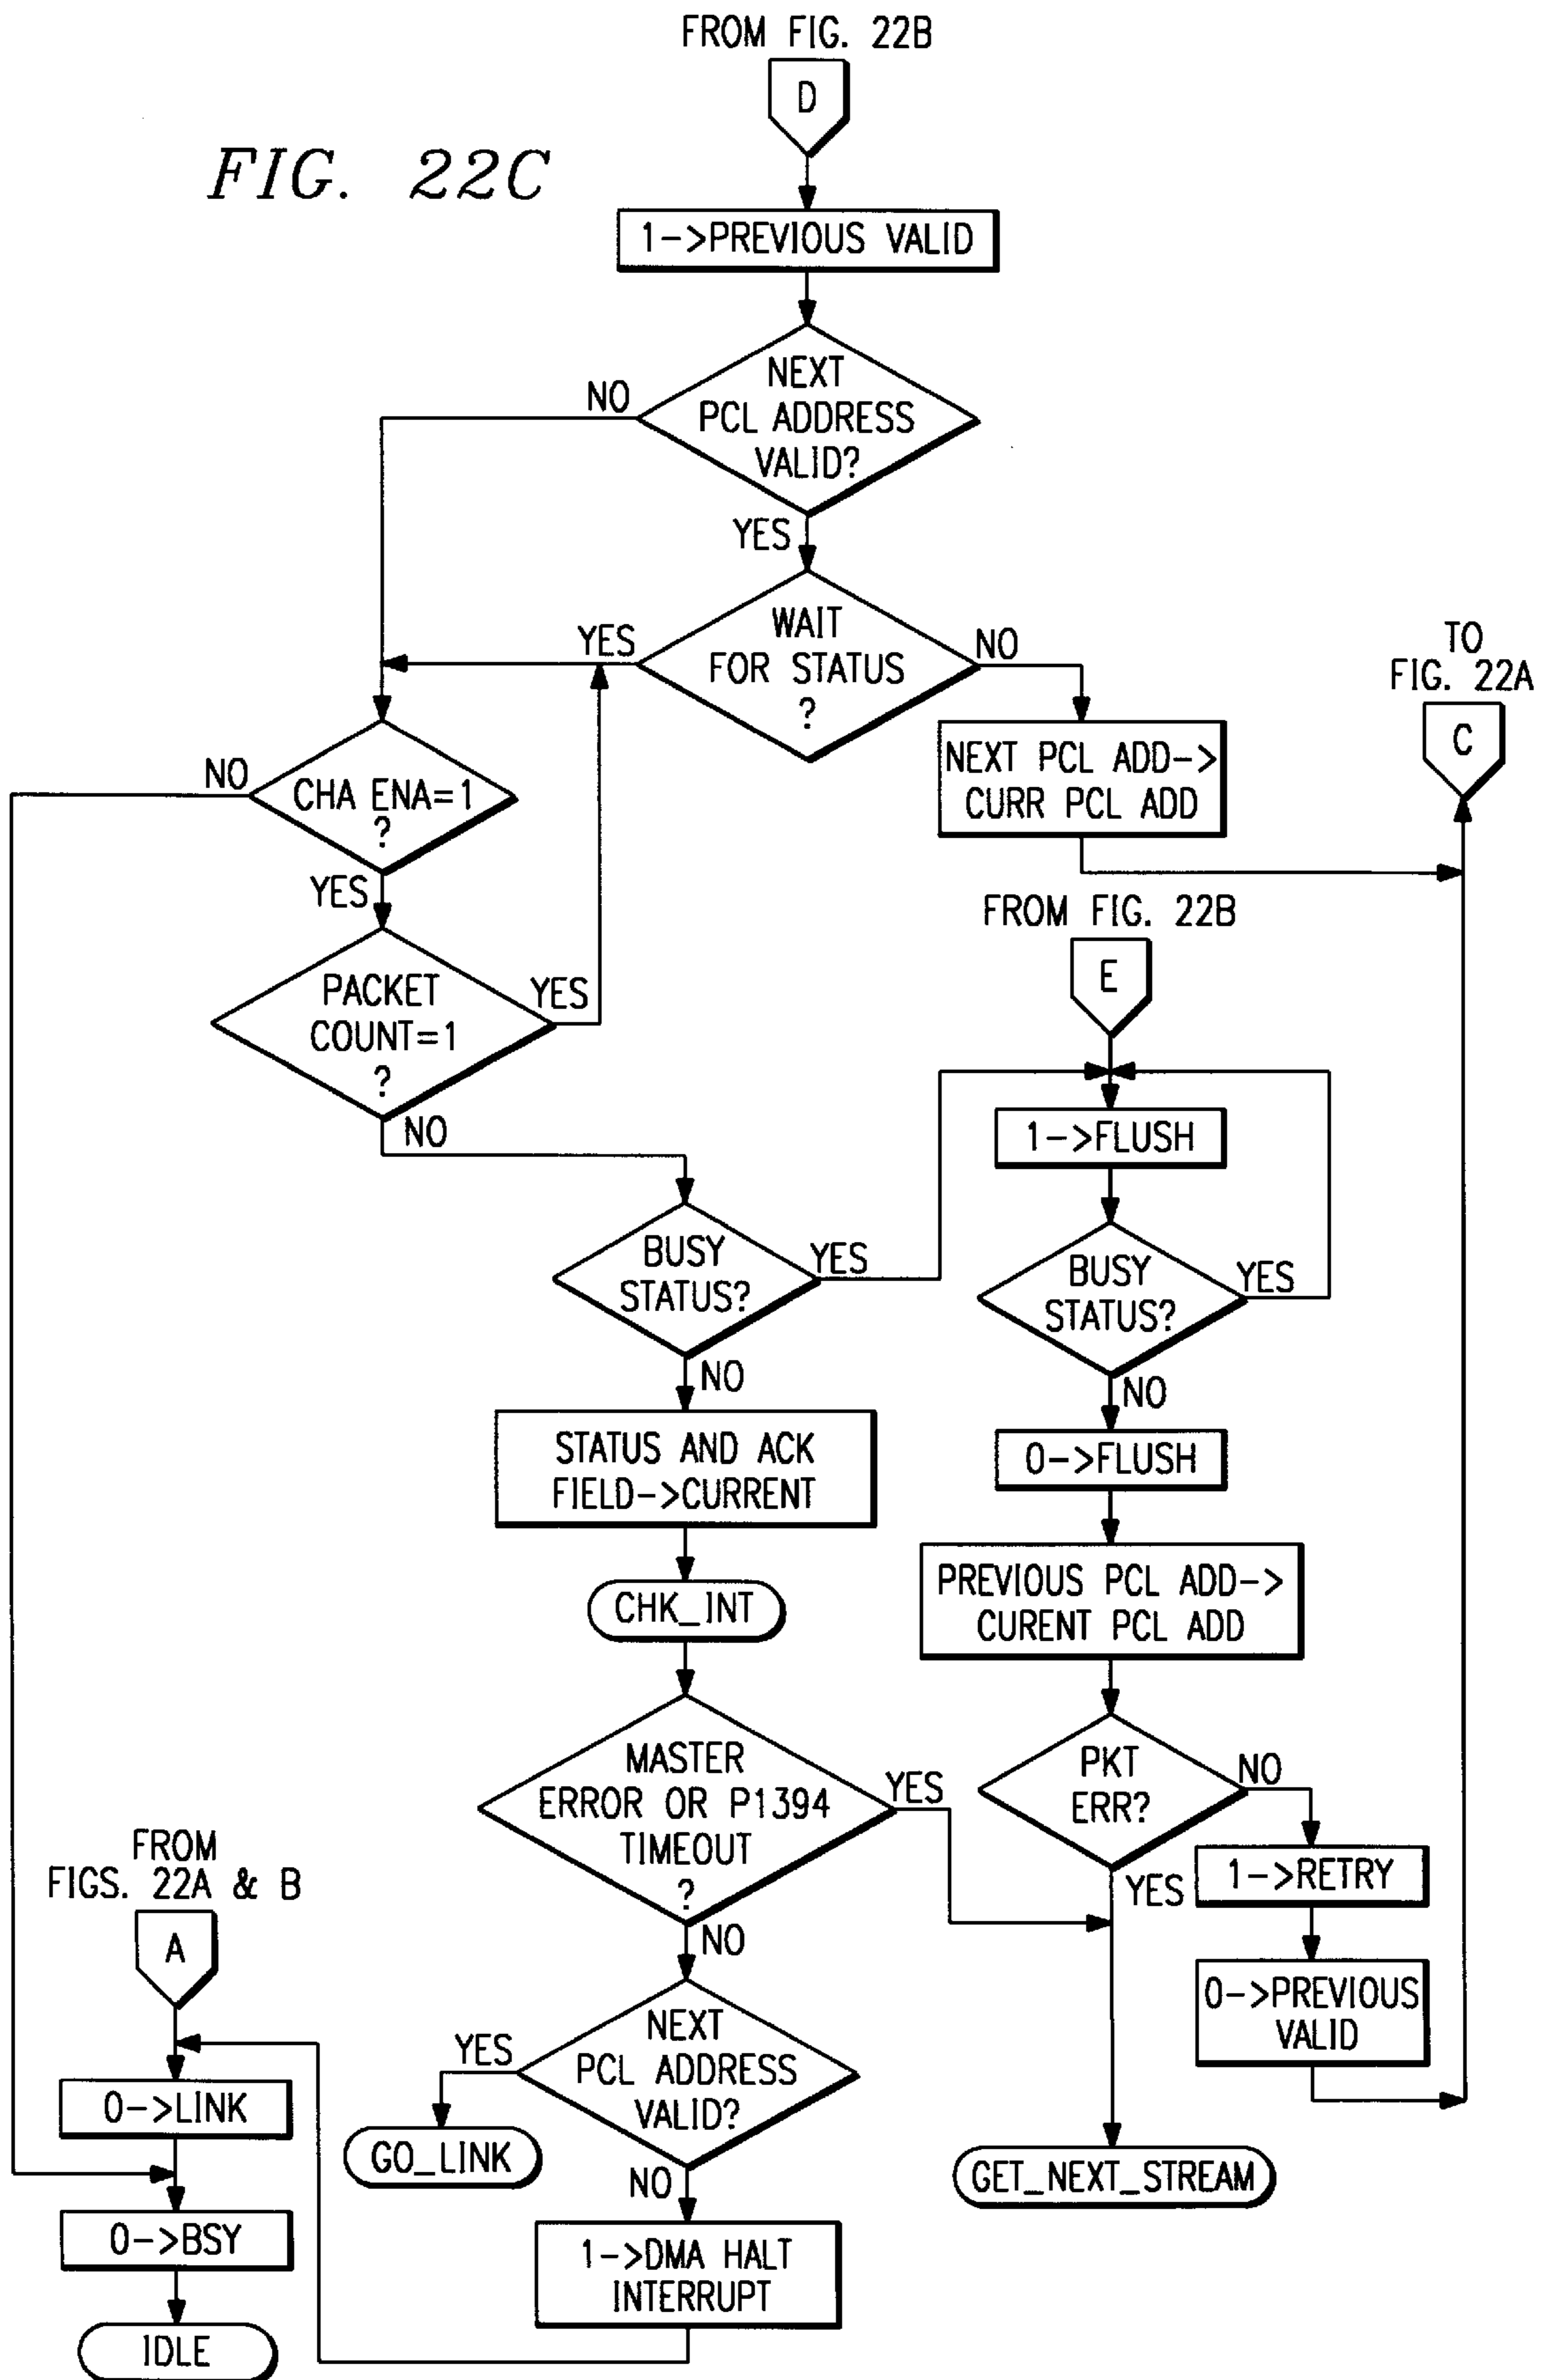 FROM FIG. 22B
D
FIG. 22C
1->PREVIOUS VALID
NEXT
PCL ADDRESS
VALID?
NO
YES
WAIT
FOR STATUS
?
YES
NO
TO
FIG. 22A
C
NEXT PCL ADD->
CURR PCL ADD
CHA ENA=1
?
NO
YES
PACKET
COUNT=1
?
YES
NO
FROM FIG. 22B
E
1->FLUSH
BUSY
STATUS?
YES
NO
BUSY
STATUS?
YES
NO
STATUS AND ACK
FIELD->CURRENT
0->FLUSH
CHK_INT
PREVIOUS PCL ADD->
CURENT PCL ADD
MASTER
ERROR OR P1394
TIMEOUT
?
YES
NO
PKT
ERR?
NO
YES
1->RETRY
0->PREVIOUS
VALID
FROM
FIGS. 22A & B
A
0->LINK
0->BSY
IDLE
NEXT
PCL ADDRESS
VALID?
YES
NO
GO_LINK
GET_NEXT_STREAM
1->DMA HALT
INTERRUPT